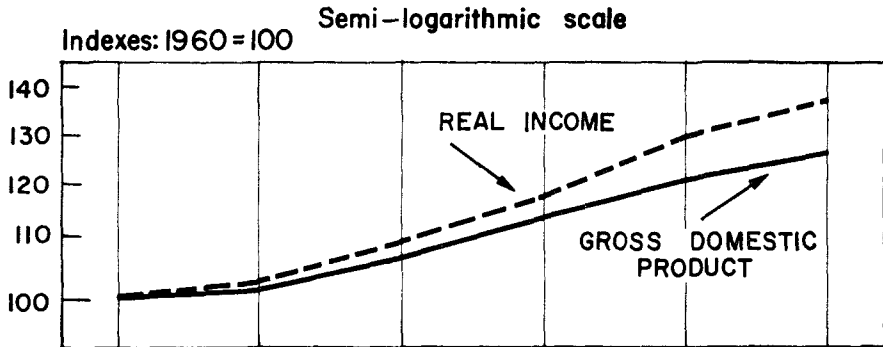 Semi-logarithmic scale
Indexes: 1960=100
140
130
120
110
100
REAL INCOME
GROSS DOMESTIC
PRODUCT